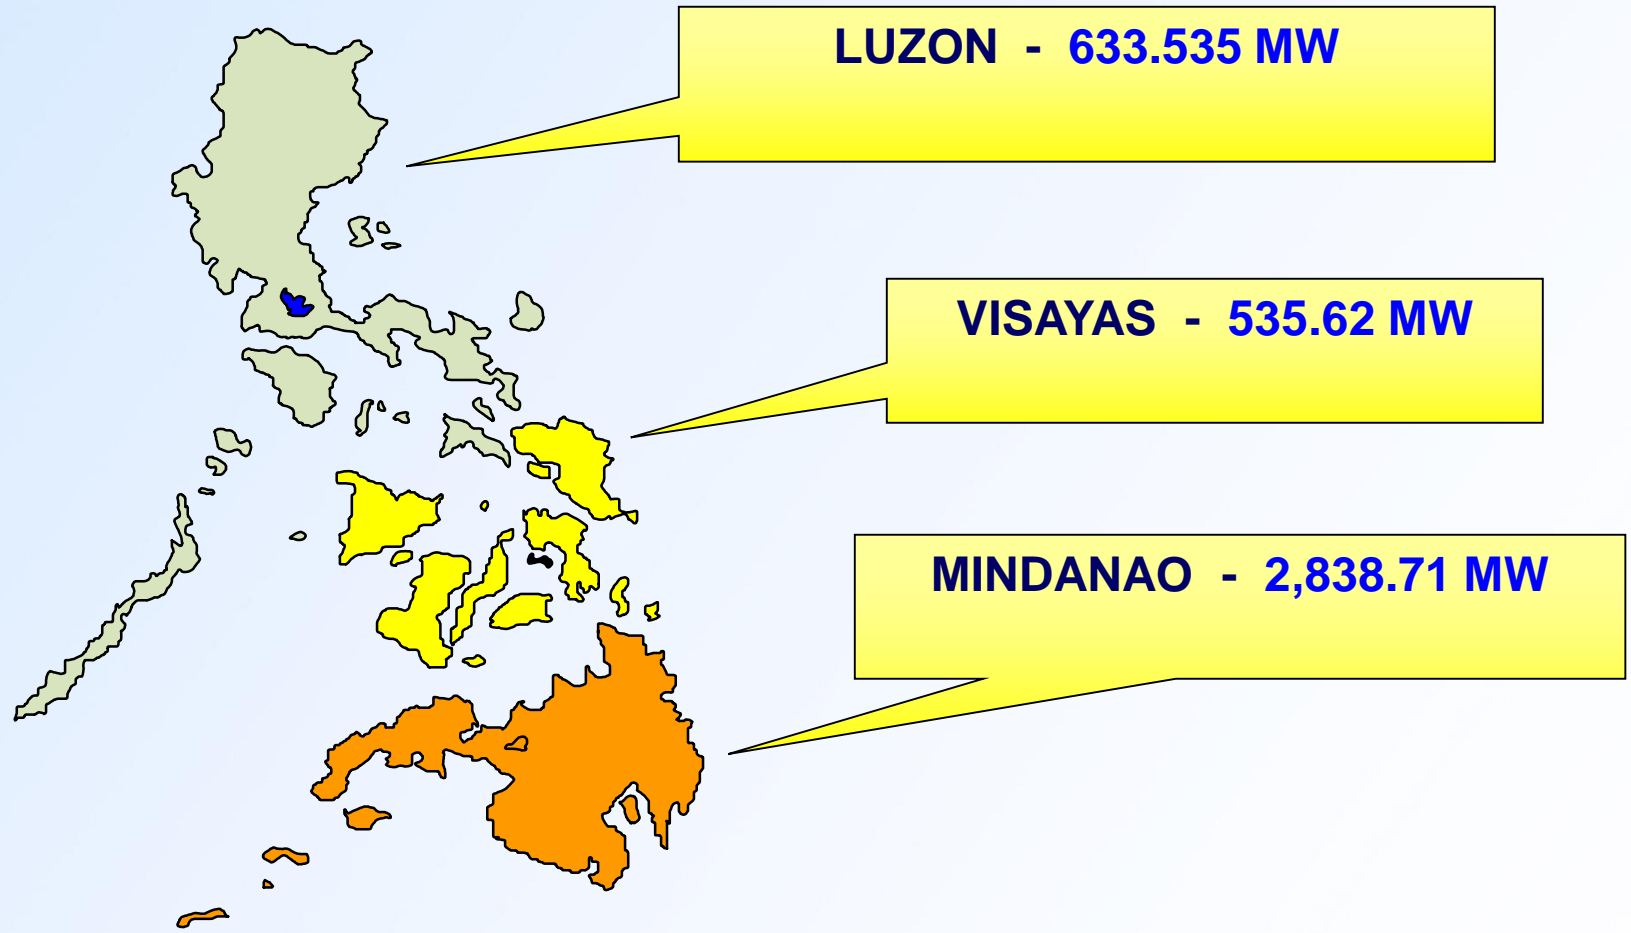 LUZON - 633.535 MW
VISAYAS - 535.62 MW
MINDANAO - 2,838.71 MW